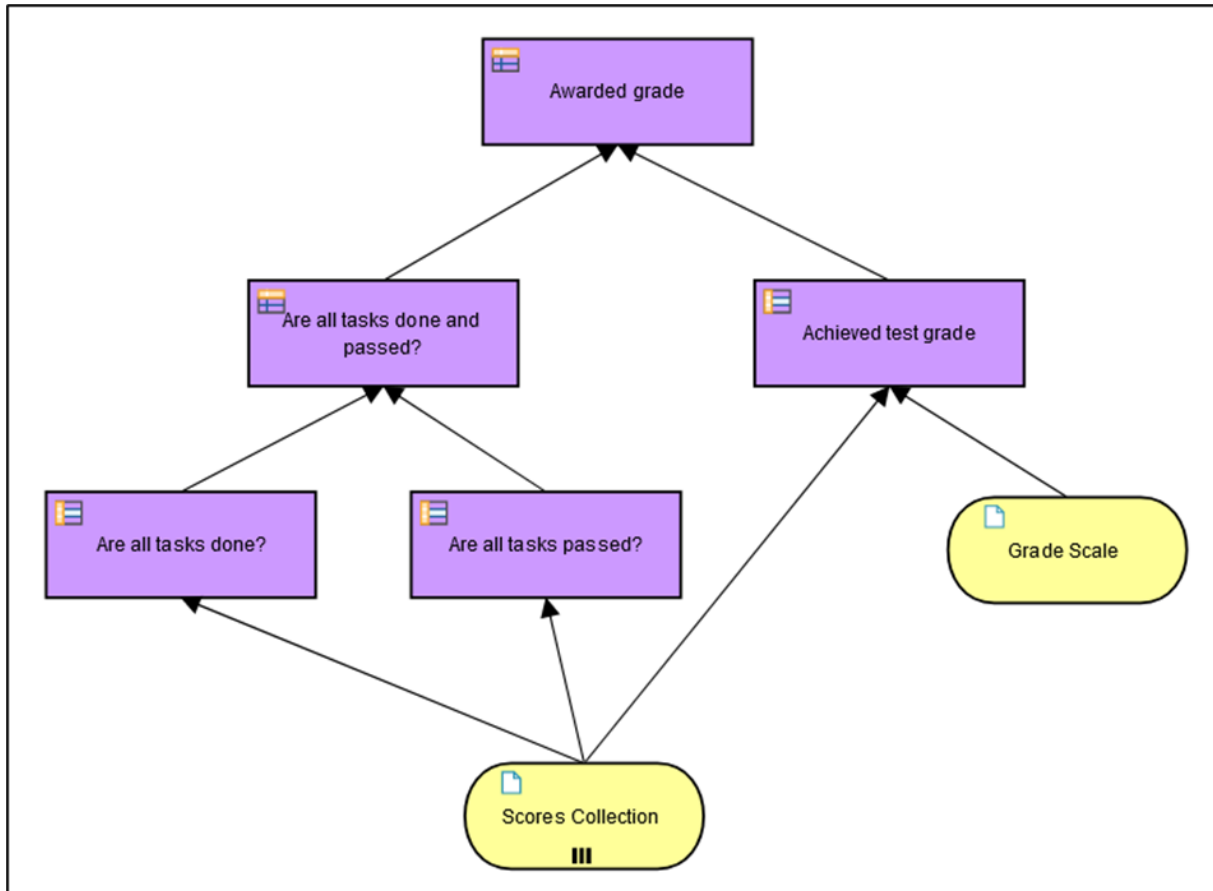 Awarded grade
Are all tasks done and
passed?
Achieved test grade
Are all tasks done?
Are all tasks passed?
Grade Scale
Scores Collection